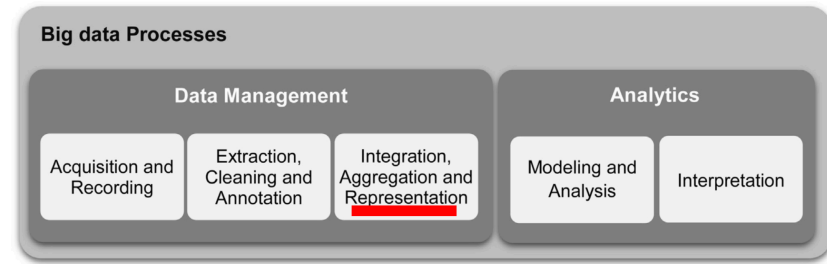 Big data Processes
Data Management
Acquisition and
Recording
Extraction,
Cleaning and
Annotation
Integration,
Aggregation and
Representation
Analytics
Modeling and
Analysis
Interpretation